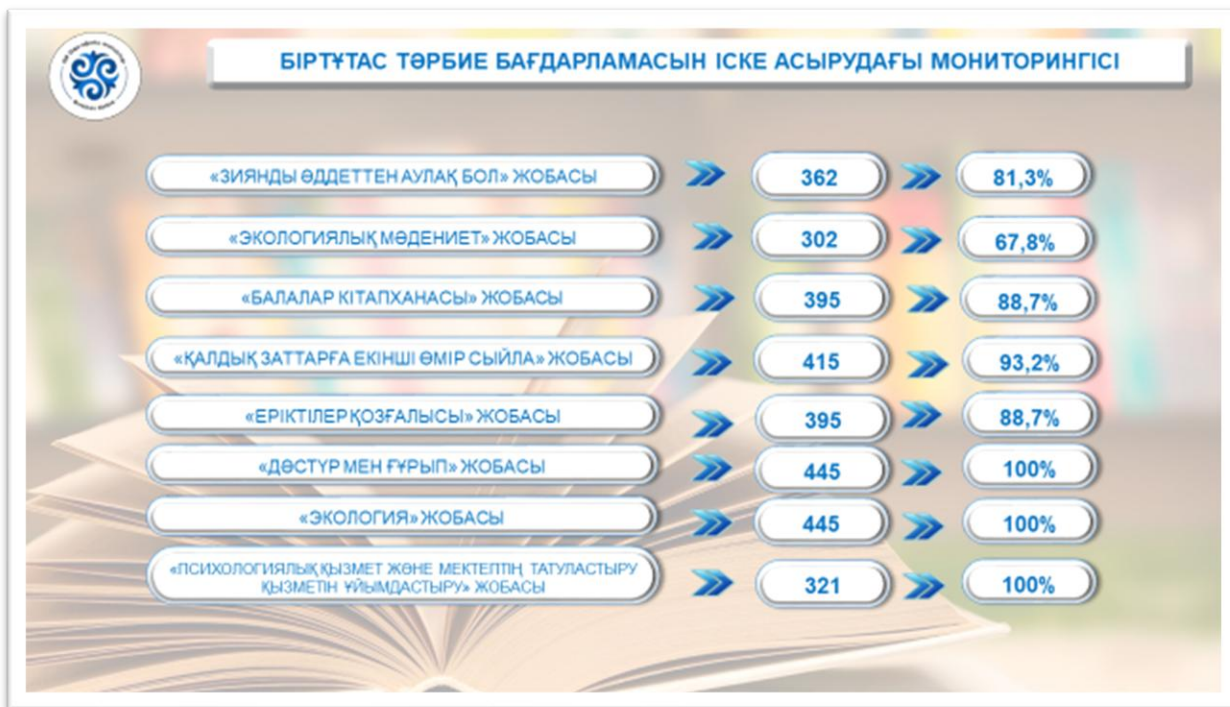 БІРТҰТАС ТӘРБИЕ БАҒДАРЛАМАСЫН ІСКЕ АСЫРУДАҒЫ МОНИТОРИНГІСІ
«ЗИЯНДЫ ӘДДЕТТЕН АУЛАҚ БОЛ» ЖОБАСЫ 362 81,3%
«ЭКОЛОГИЯЛЫҚ МӘДЕНИЕТ» ЖОБАСЫ 302 67,8%
«БАЛАЛАР КІТАПХАНАСЫ» ЖОБАСЫ 395 88,7%
«ҚАЛДЫҚ ЗАТТАРҒА ЕКІНШІ ӨМІР СЫЙЛА» ЖОБАСЫ 415 93,2%
«ЕРІКТІЛЕР ҚОЗҒАЛЫСЫ» ЖОБАСЫ 395 88,7%
«ДӘСТҮР МЕН ҒҰРЫП» ЖОБАСЫ 445 100%
«ЭКОЛОГИЯ» ЖОБАСЫ 445 100%
«ПСИХОЛОГИЯЛЫҚ ҚЫЗМЕТ ЖӘНЕ МЕКТЕПТІҢ ТАТУЛАСТЫРУ
ҚЫЗМЕТІН ҰЙЫМДАСТЫРУ» ЖОБАСЫ 321 100%